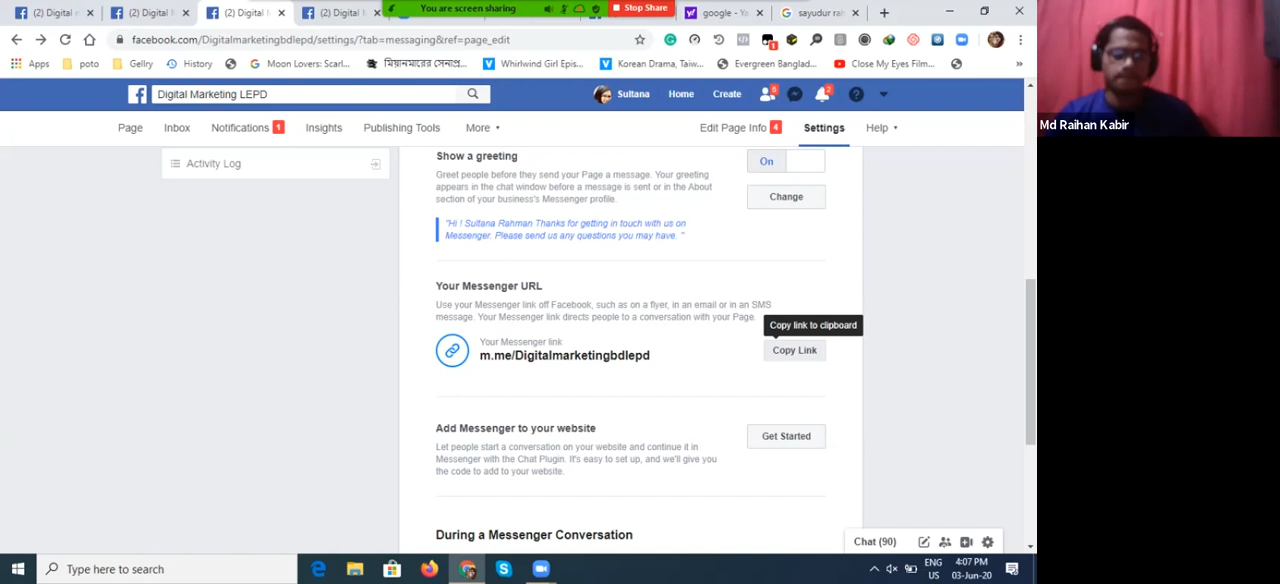 (2) Digital m
(2) Digital M
(2) Digital M
(2) Digital M
You are screen sharing
Stop Share
google - Ya
sayudur rah
facebook.com/Digitalmarketingbdlepd/settings/?tab=messaging&ref=page_edit
Apps
poto
Gellry
History
Moon Lovers: Scarl...
মিয়ানমারের সেনাপ্র...
Whirlwind Girl Epis...
Korean Drama, Taiw...
Evergreen Banglad...
Close My Eyes Film...
»
Digital Marketing LEPD
Sultana
Home
Create
6
2
Page
Inbox
Notifications 1
Insights
Publishing Tools
More
Edit Page Info 4
Settings
Help
Activity Log
Show a greeting
Greet people before they send your Page a message. Your greeting
appears in the chat window before a message is sent or in the About
section of your business's Messenger profile.
On
Change
"Hi ! Sultana Rahman Thanks for getting in touch with us on
Messenger. Please send us any questions you may have. "
Your Messenger URL
Use your Messenger link off Facebook, such as on a flyer, in an email or in an SMS
message. Your Messenger link directs people to a conversation with your Page.
Copy link to clipboard
Your Messenger link
m.me/Digitalmarketingbdlepd
Copy Link
Add Messenger to your website
Let people start a conversation on your website and continue it in
Messenger with the Chat Plugin. It's easy to set up, and we'll give you
the code to add to your website.
Get Started
During a Messenger Conversation
Chat (90)
Type here to search
ENG
US
4:07 PM
03-Jun-20
Md Raihan Kabir